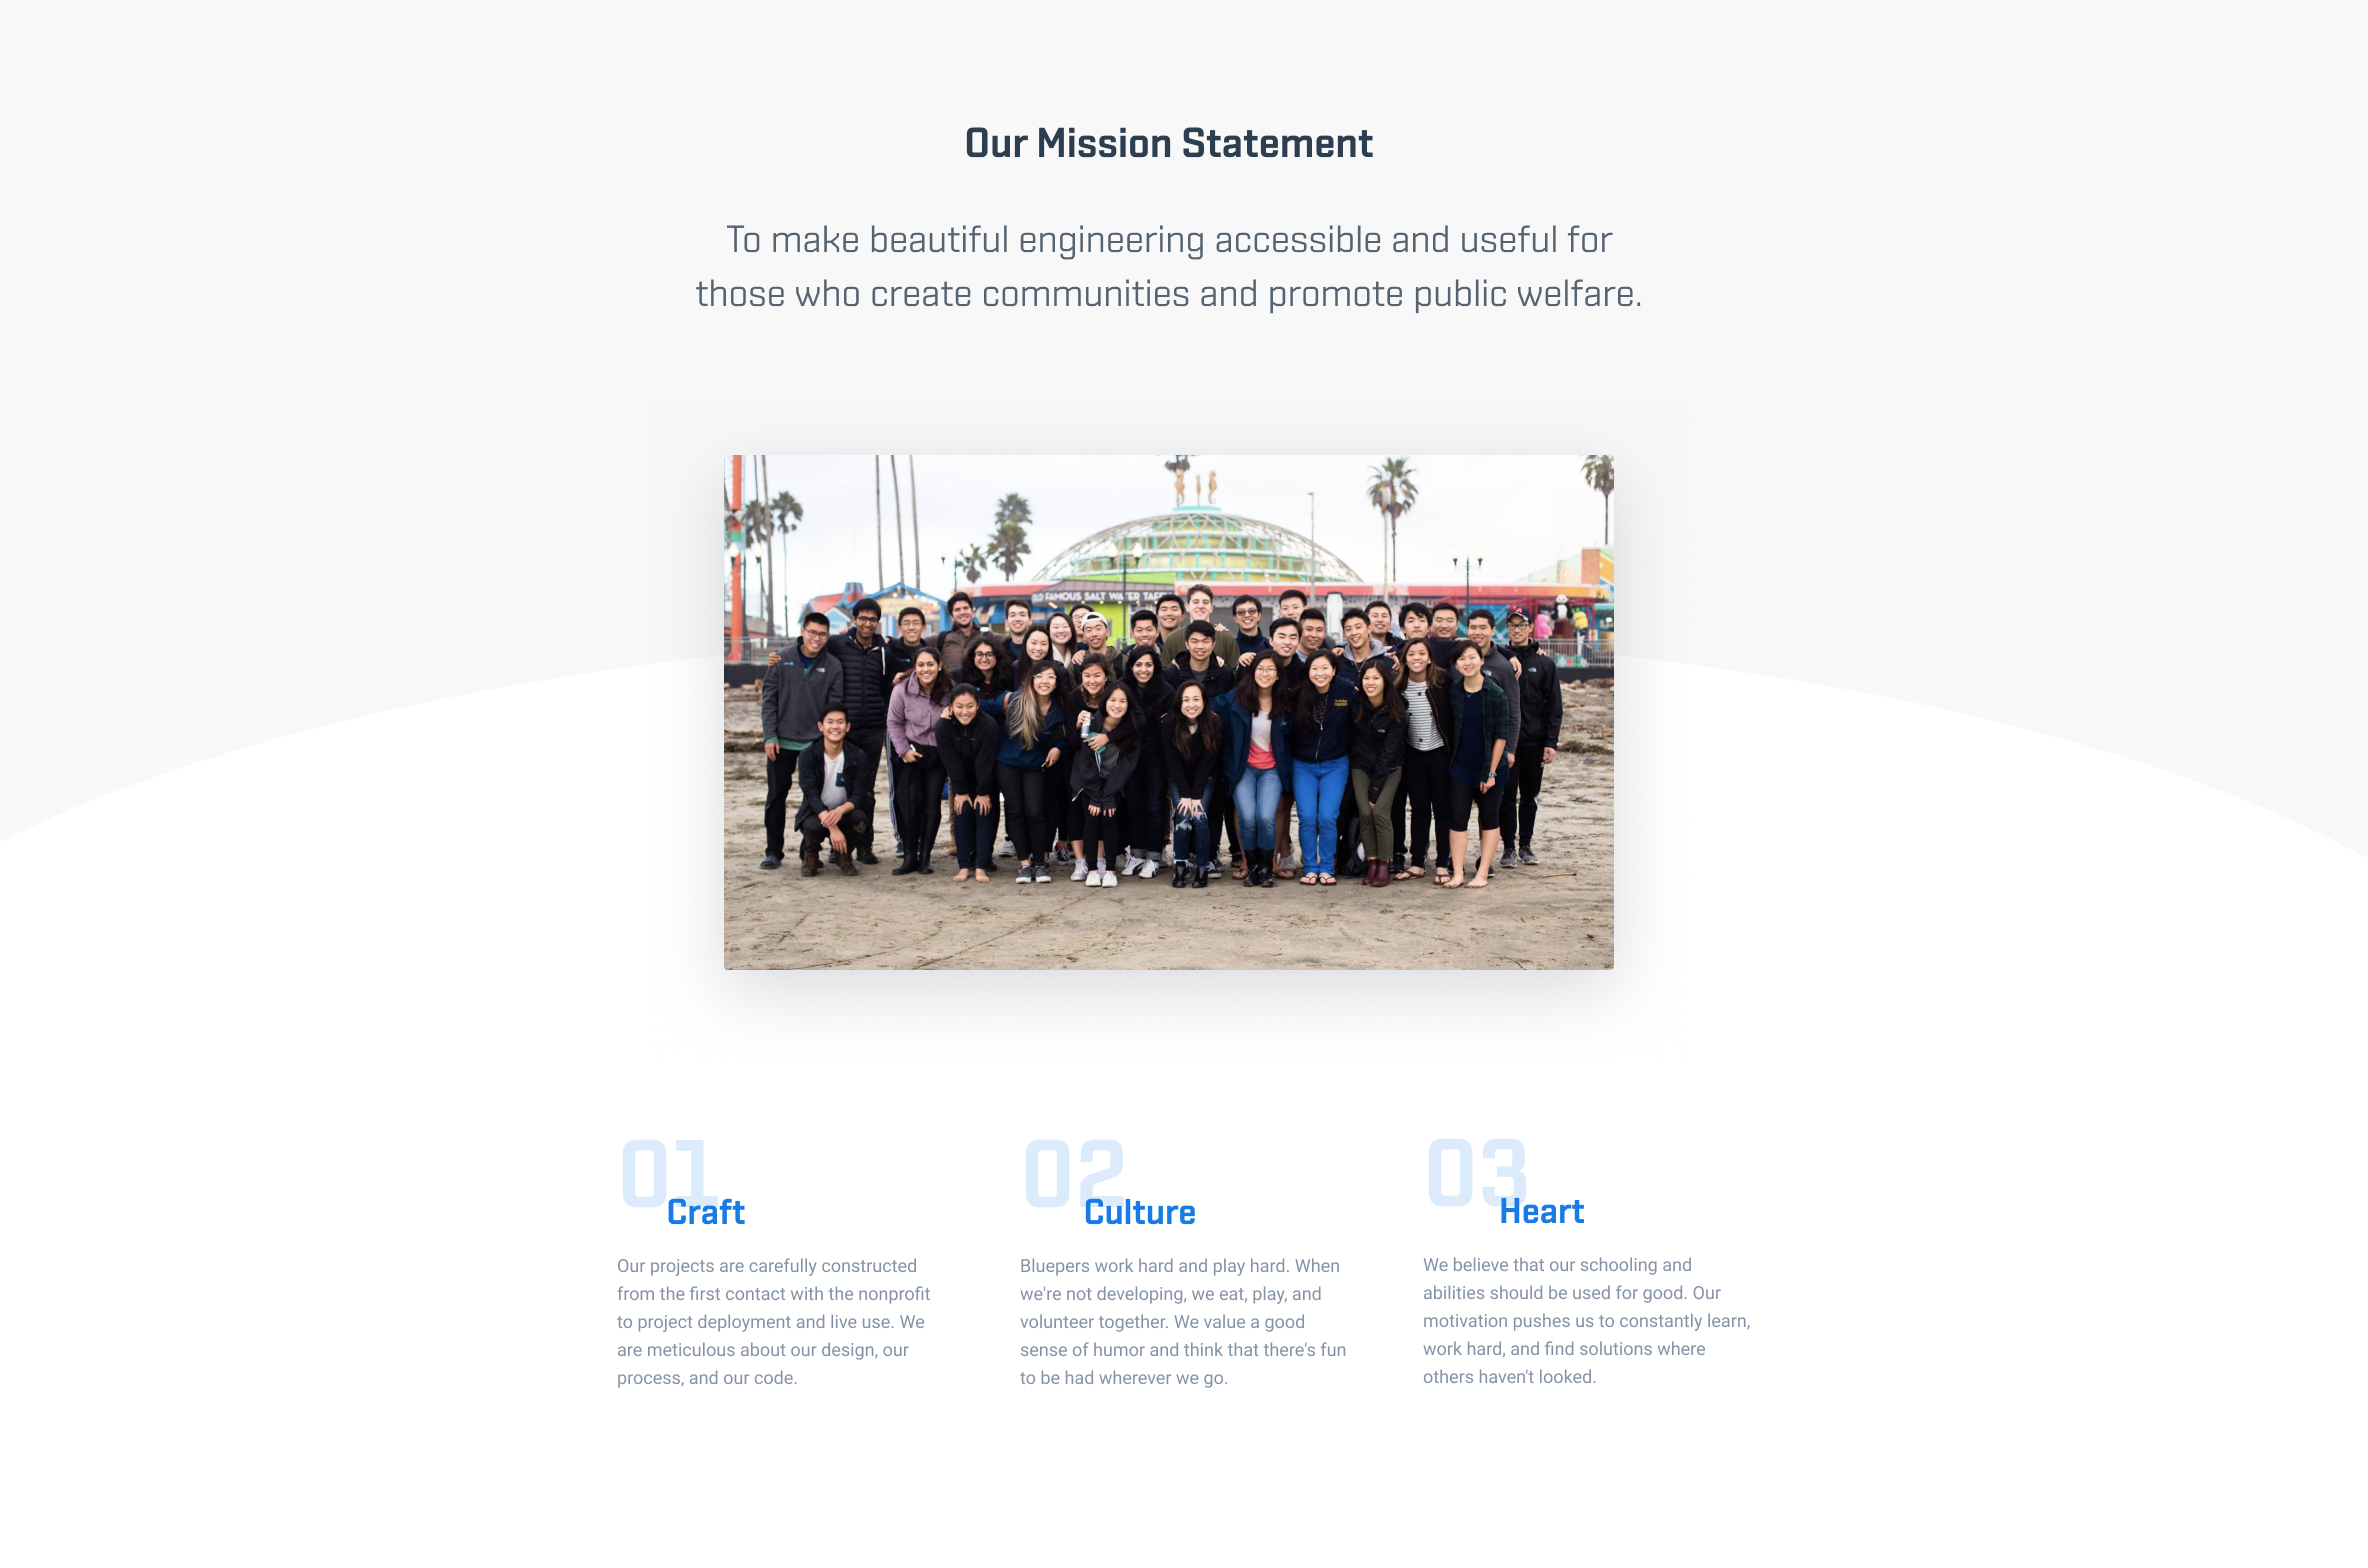 Our Mission Statement
To make beautiful engineering accessible and useful for
those who create communities and promote public welfare.
FAMOUS SALT WATER TAFF
01
Craft
Our projects are carefully constructed
from the first contact with the nonprofit
to project deployment and live use. We
are meticulous about our design, our
process, and our code.
02
Culture
Bluepers work hard and play hard. When
we're not developing, we eat, play, and
volunteer together. We value a good
sense of humor and think that there's fun
to be had wherever we go.
03
Heart
We believe that our schooling and
abilities should be used for good. Our
motivation pushes us to constantly learn,
work hard, and find solutions where
others haven't looked.